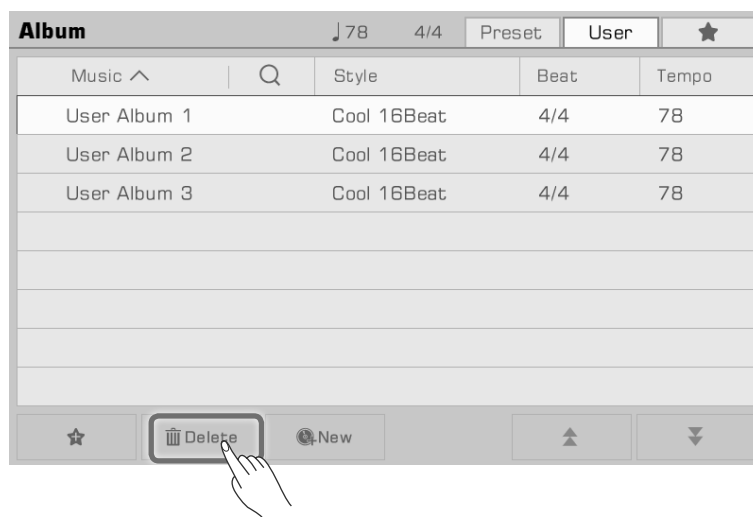 Album 78 4/4 Preset User
Music Style Beat Tempo
User Album 1 Cool 16Beat 4/4 78
User Album 2 Cool 16Beat 4/4 78
User Album 3 Cool 16Beat 4/4 78
Delete New